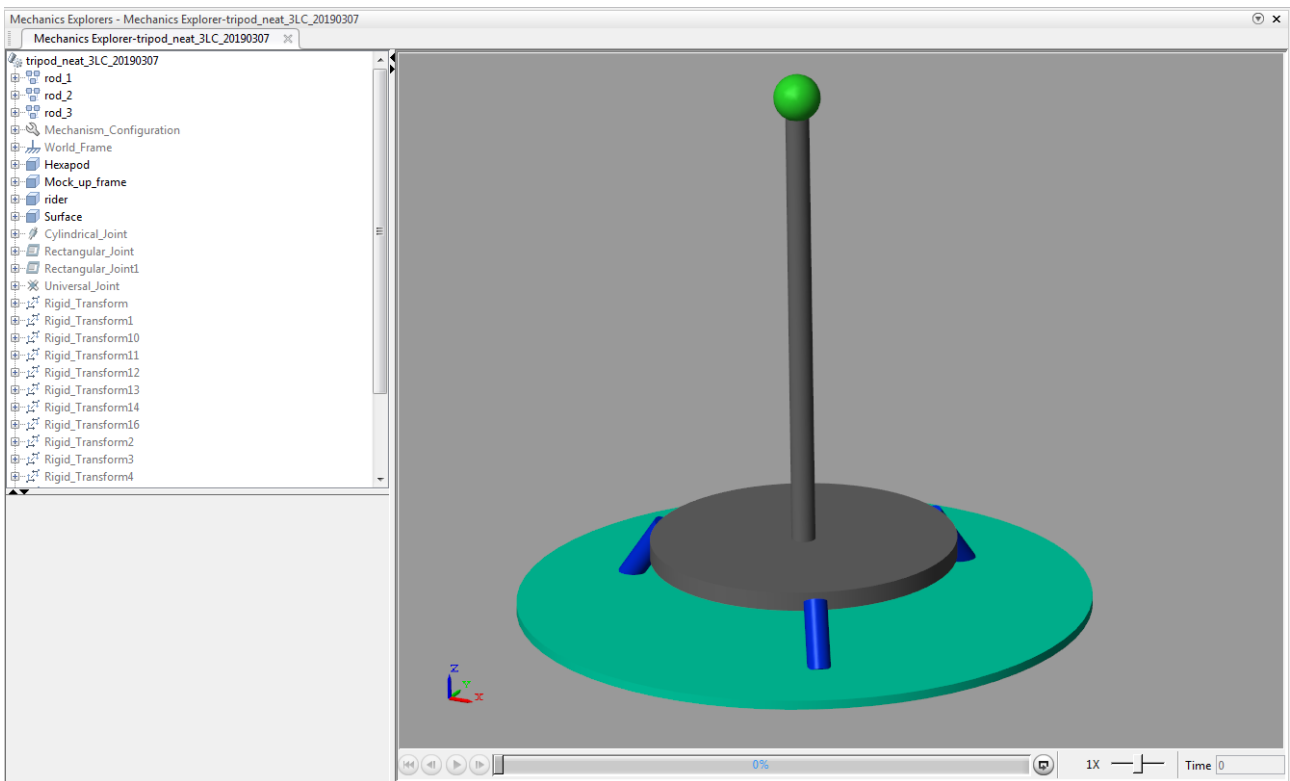 Mechanics Explorers - Mechanics Explorer-tripod_neat_3LC_20190307
Mechanics Explorer-tripod_neat_3LC_20190307
tripod_neat_3LC_20190307
rod_1
rod_2
rod_3
Mechanism_Configuration
World_Frame
Hexapod
Mock_up_frame
rider
Surface
Cylindrical_Joint
Rectangular_Joint
Rectangular_Joint1
Universal_Joint
Rigid_Transform
Rigid_Transform1
Rigid_Transform10
Rigid_Transform11
Rigid_Transform12
Rigid_Transform13
Rigid_Transform14
Rigid_Transform16
Rigid_Transform2
Rigid_Transform3
Rigid_Transform4
Z
Y
X
0%
1X
Time 0